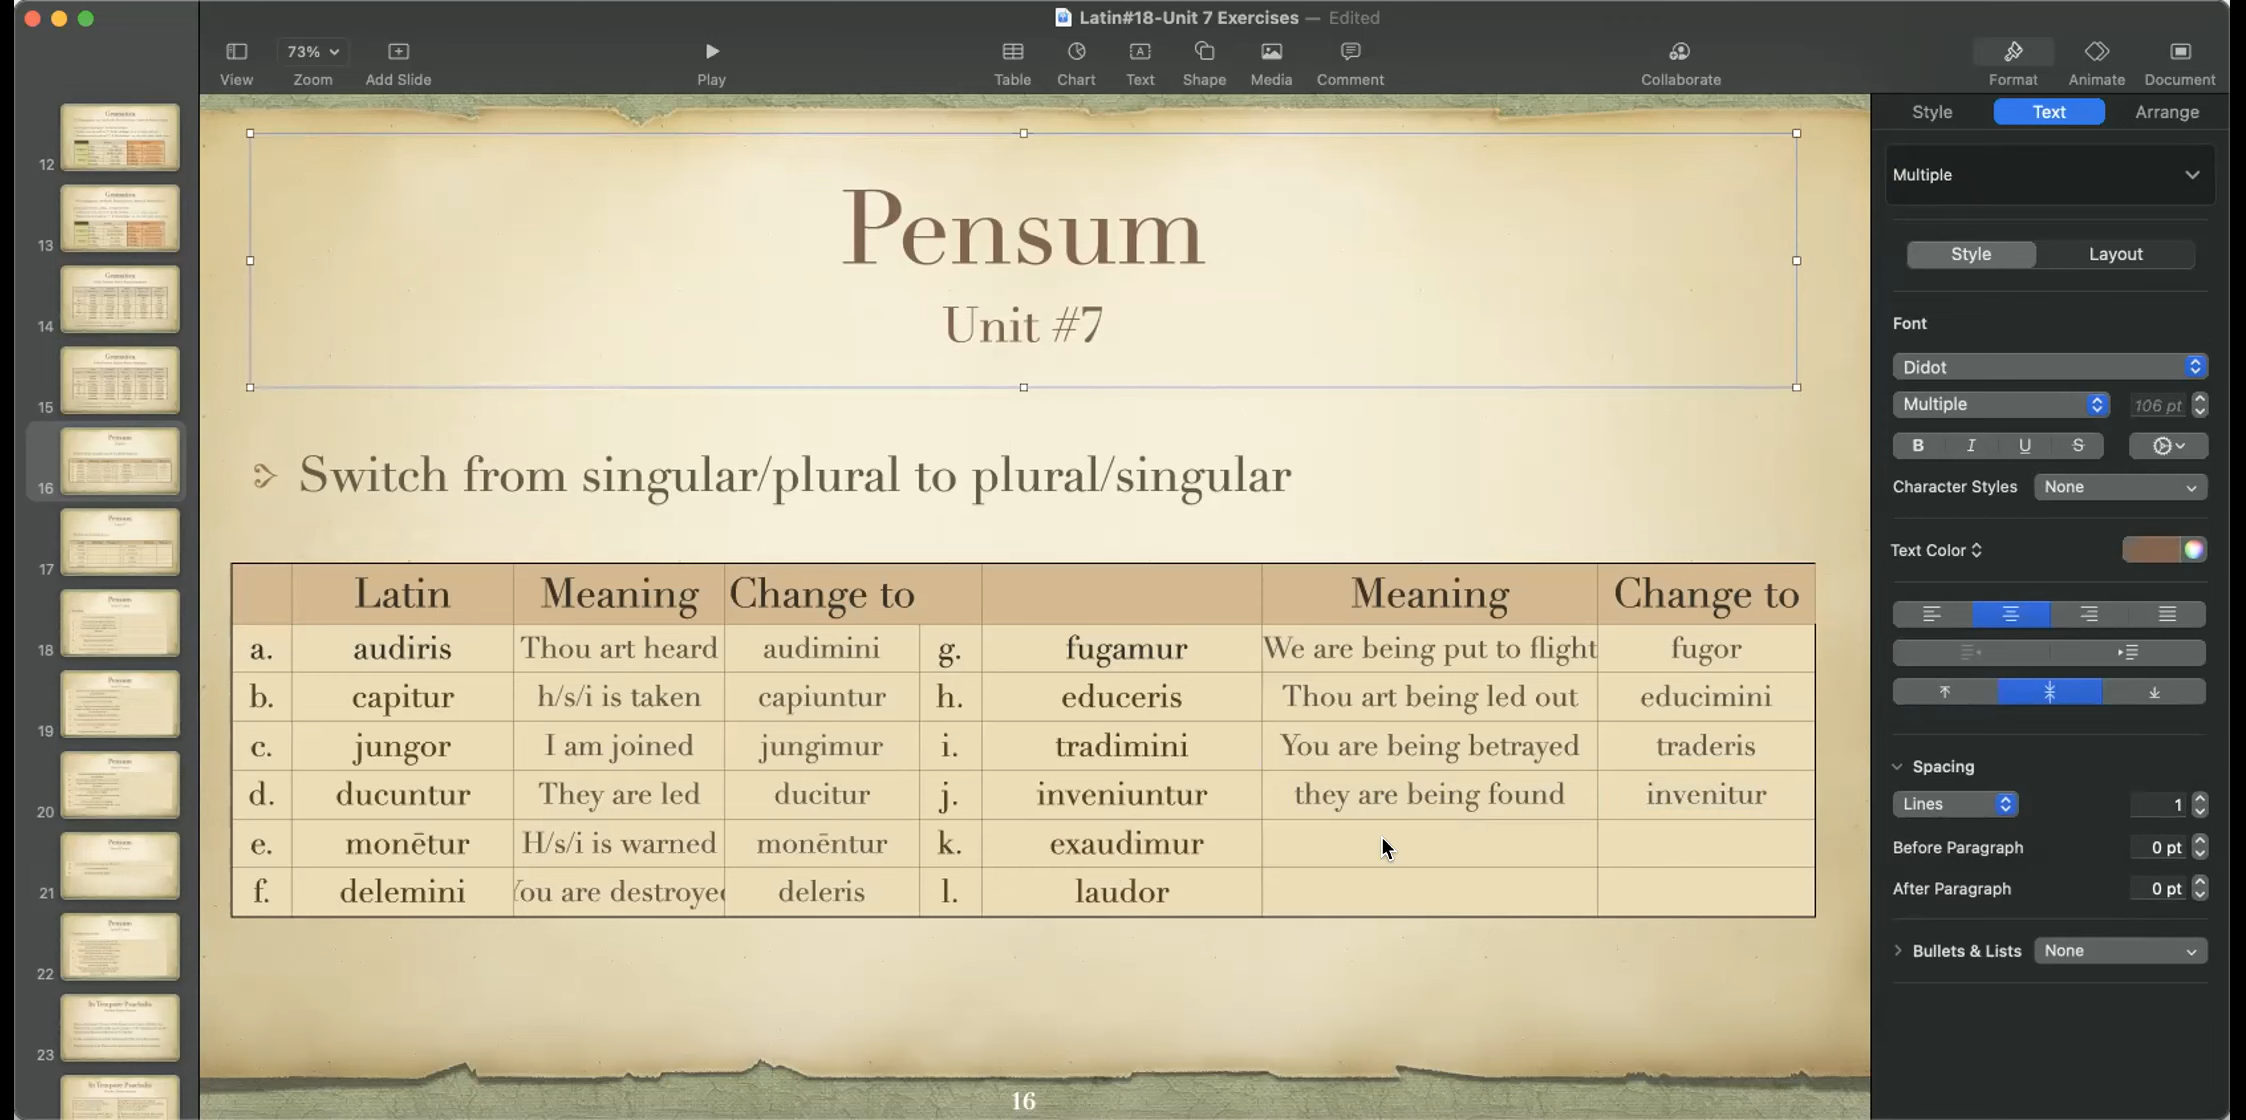 Latin#18-Unit 7 Exercises — Edited
73%
View
Zoom
Add Slide
Play
Table
Chart
Text
Shape
Media
Comment
Collaborate
Format
Animate
Document
12
13
14
15
16
17
18
19
20
21
22
23
Pensum
Unit #7
Switch from singular/plural to plural/singular
Latin Meaning Change to Meaning Change to
a. audiris Thou art heard audimini g. fugamur We are being put to flight fugor
b. capitur h/s/i is taken capiuntur h. educeris Thou art being led out educimini
c. jungor I am joined jungimur i. tradimini You are being betrayed traderis
d. ducuntur They are led ducitur j. inveniuntur they are being found invenitur
e. monētur H/s/i is warned monēntur k. exaudimur
f. delemini You are destroyed deleris l. laudor
16
Style Text Arrange
Multiple
Style Layout
Font
Didot
Multiple 106 pt
B I U S
Character Styles None
Text Color
Spacing
Lines 1
Before Paragraph 0 pt
After Paragraph 0 pt
Bullets & Lists None